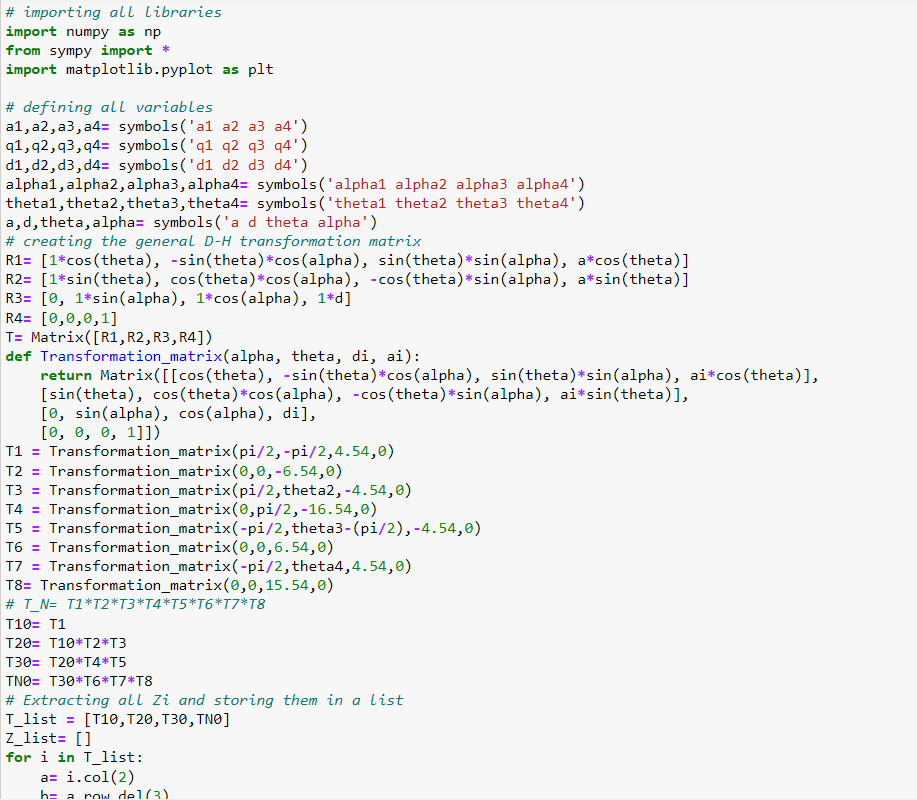 # importing all libraries
import numpy as np
from sympy import *
import matplotlib.pyplot as plt
# defining all variables
a1,a2,a3,a4= symbols('a1 a2 a3 a4')
q1,q2,q3,q4= symbols('q1 q2 q3 q4')
d1,d2,d3,d4= symbols('d1 d2 d3 d4')
alpha1,alpha2,alpha3,alpha4= symbols('alpha1 alpha2 alpha3 alpha4')
theta1,theta2,theta3,theta4= symbols('theta1 theta2 theta3 theta4')
a,d,theta,alpha= symbols('a d theta alpha')
# creating the general D-H transformation matrix
R1= [1*cos(theta), -sin(theta)*cos(alpha), sin(theta)*sin(alpha), a*cos(theta)]
R2= [1*sin(theta), cos(theta)*cos(alpha), -cos(theta)*sin(alpha), a*sin(theta)]
R3= [0, 1*sin(alpha), 1*cos(alpha), 1*d]
R4= [0,0,0,1]
T= Matrix([R1,R2,R3,R4])
def Transformation_matrix(alpha, theta, di, ai):
    return Matrix([[cos(theta), -sin(theta)*cos(alpha), sin(theta)*sin(alpha), ai*cos(theta)],
    [sin(theta), cos(theta)*cos(alpha), -cos(theta)*sin(alpha), ai*sin(theta)],
    [0, sin(alpha), cos(alpha), di],
    [0, 0, 0, 1]])
T1 = Transformation_matrix(pi/2,-pi/2,4.54,0)
T2 = Transformation_matrix(0,0,-6.54,0)
T3 = Transformation_matrix(pi/2,theta2,-4.54,0)
T4 = Transformation_matrix(0,pi/2,-16.54,0)
T5 = Transformation_matrix(-pi/2,theta3-(pi/2),-4.54,0)
T6 = Transformation_matrix(0,0,6.54,0)
T7 = Transformation_matrix(-pi/2,theta4,4.54,0)
T8= Transformation_matrix(0,0,15.54,0)
# T_N= T1*T2*T3*T4*T5*T6*T7*T8
T10= T1
T20= T10*T2*T3
T30= T20*T4*T5
TN0= T30*T6*T7*T8
# Extracting all Zi and storing them in a list
T_list = [T10,T20,T30,TN0]
Z_list= []
for i in T_list:
    a= i.col(2)
    b= a.row_del(3)